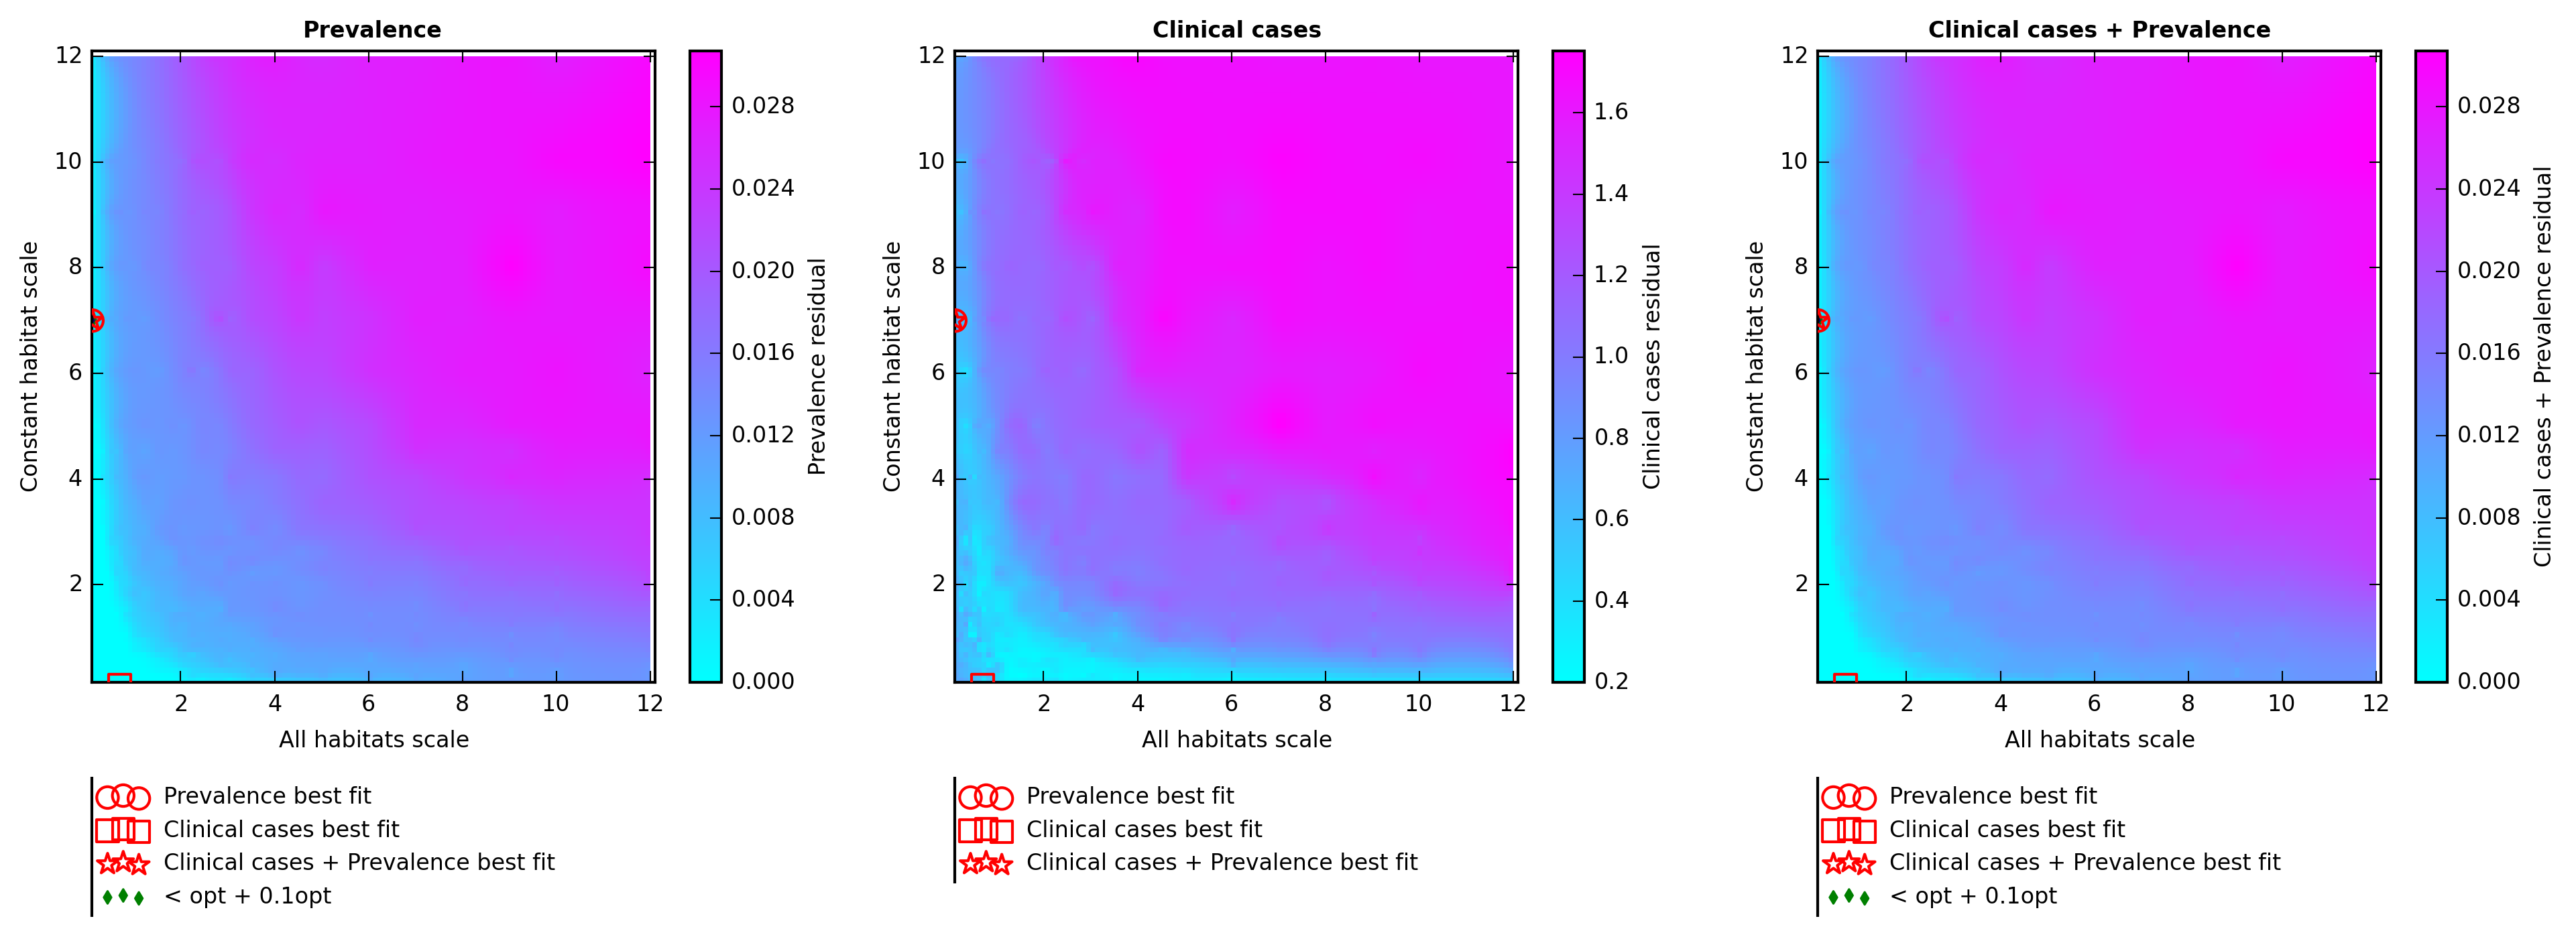 Prevalence
12
10
8
6
4
2
Constant habitat scale
2 4 6 8 10 12
All habitats scale
0.028
0.024
0.020
0.016
0.012
0.008
0.004
0.000
Prevalence residual
Prevalence best fit
Clinical cases best fit
Clinical cases + Prevalence best fit
< opt + 0.1opt
Clinical cases
12
10
8
6
4
2
Constant habitat scale
2 4 6 8 10 12
All habitats scale
1.6
1.4
1.2
1.0
0.8
0.6
0.4
0.2
Clinical cases residual
Prevalence best fit
Clinical cases best fit
Clinical cases + Prevalence best fit
Clinical cases + Prevalence
12
10
8
6
4
2
Constant habitat scale
2 4 6 8 10 12
All habitats scale
0.028
0.024
0.020
0.016
0.012
0.008
0.004
0.000
Clinical cases + Prevalence residual
Prevalence best fit
Clinical cases best fit
Clinical cases + Prevalence best fit
< opt + 0.1opt